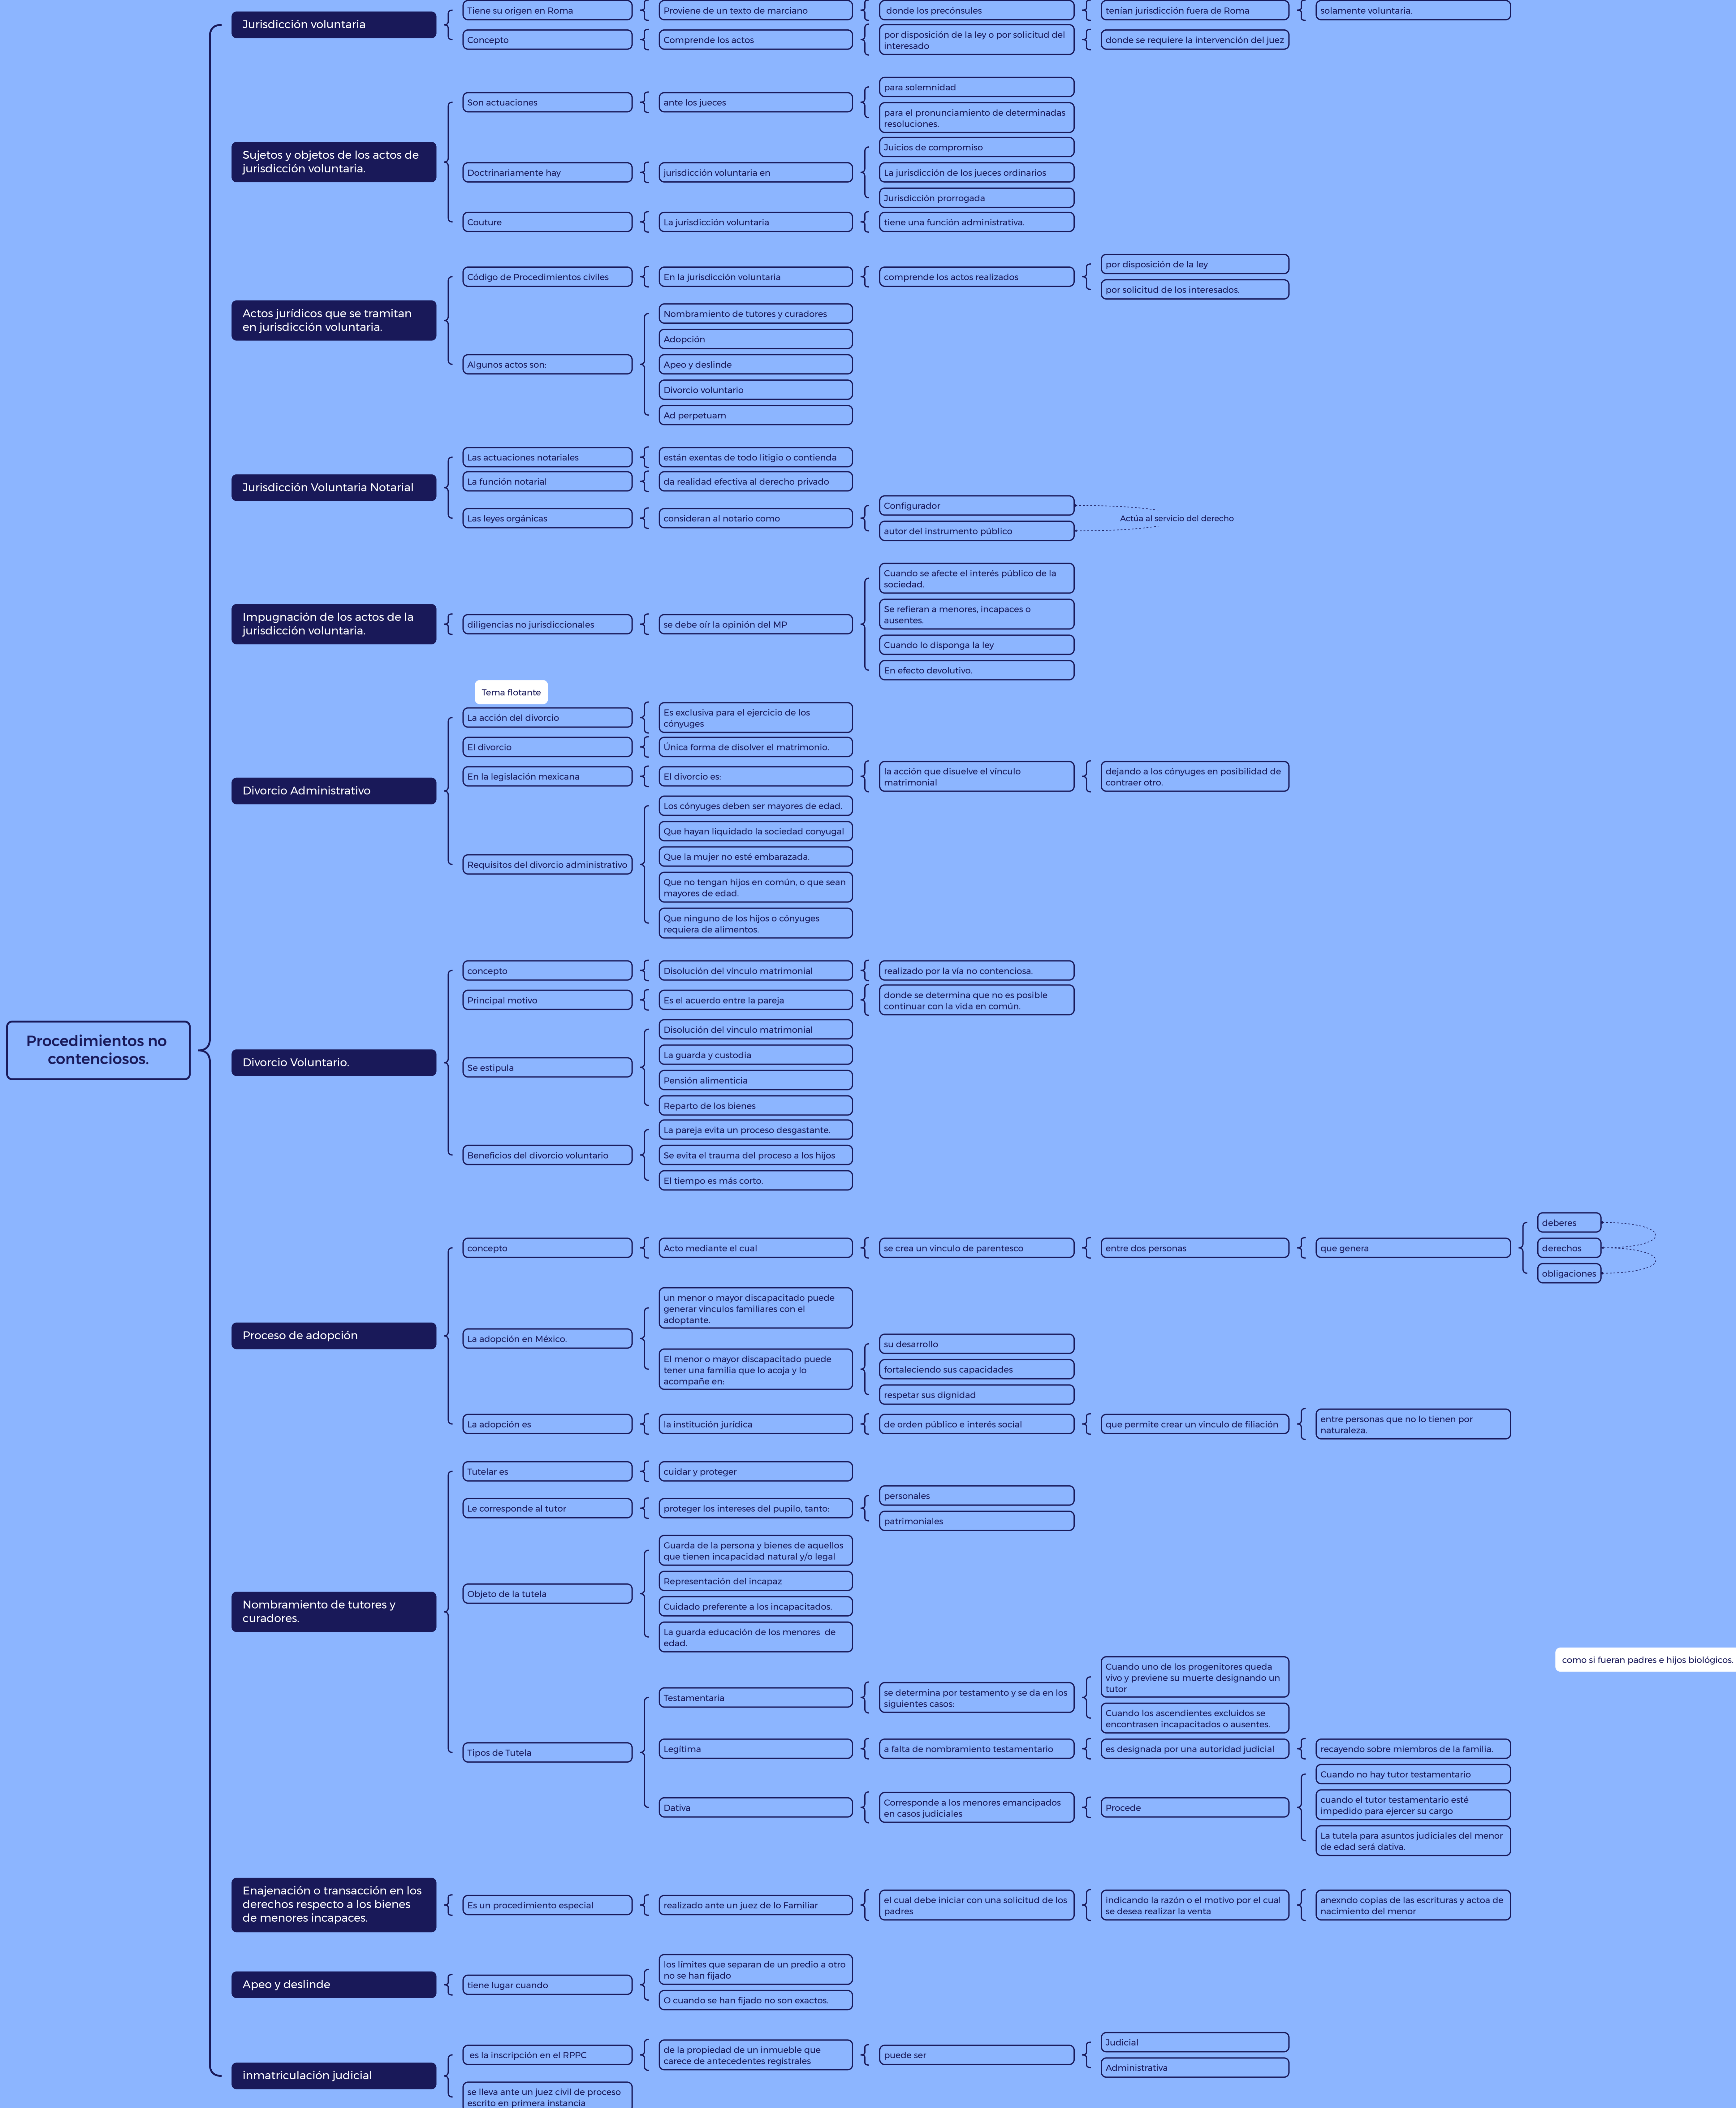 Procedimientos no
contenciosos.
Jurisdicción voluntaria
Tiene su origen en Roma
Proviene de un texto de marciano
donde los precónsules
tenían jurisdicción fuera de Roma
solamente voluntaria.
Concepto
Comprende los actos
por disposición de la ley o por solicitud del
interesado
donde se requiere la intervención del juez
Sujetos y objetos de los actos de
jurisdicción voluntaria.
Son actuaciones
ante los jueces
para solemnidad
para el pronunciamiento de determinadas
resoluciones.
Doctrinariamente hay
jurisdicción voluntaria en
Juicios de compromiso
La jurisdicción de los jueces ordinarios
Jurisdicción prorrogada
Couture
La jurisdicción voluntaria
tiene una función administrativa.
Actos jurídicos que se tramitan
en jurisdicción voluntaria.
Código de Procedimientos civiles
En la jurisdicción voluntaria
comprende los actos realizados
por disposición de la ley
por solicitud de los interesados.
Algunos actos son:
Nombramiento de tutores y curadores
Adopción
Apeo y deslinde
Divorcio voluntario
Ad perpetuam
Jurisdicción Voluntaria Notarial
Las actuaciones notariales
están exentas de todo litigio o contienda
La función notarial
da realidad efectiva al derecho privado
Las leyes orgánicas
consideran al notario como
Configurador
autor del instrumento público
Actúa al servicio del derecho
Impugnación de los actos de la
jurisdicción voluntaria.
diligencias no jurisdiccionales
se debe oír la opinión del MP
Cuando se afecte el interés público de la
sociedad.
Se refieran a menores, incapaces o
ausentes.
Cuando lo disponga la ley
En efecto devolutivo.
Tema flotante
Divorcio Administrativo
La acción del divorcio
Es exclusiva para el ejercicio de los
cónyuges
El divorcio
Única forma de disolver el matrimonio.
En la legislación mexicana
El divorcio es:
la acción que disuelve el vínculo
matrimonial
dejando a los cónyuges en posibilidad de
contraer otro.
Requisitos del divorcio administrativo
Los cónyuges deben ser mayores de edad.
Que hayan liquidado la sociedad conyugal
Que la mujer no esté embarazada.
Que no tengan hijos en común, o que sean
mayores de edad.
Que ninguno de los hijos o cónyuges
requiera de alimentos.
Divorcio Voluntario.
concepto
Disolución del vínculo matrimonial
realizado por la vía no contenciosa.
Principal motivo
Es el acuerdo entre la pareja
donde se determina que no es posible
continuar con la vida en común.
Se estipula
Disolución del vinculo matrimonial
La guarda y custodia
Pensión alimenticia
Reparto de los bienes
Beneficios del divorcio voluntario
La pareja evita un proceso desgastante.
Se evita el trauma del proceso a los hijos
El tiempo es más corto.
Proceso de adopción
concepto
Acto mediante el cual
se crea un vinculo de parentesco
entre dos personas
que genera
deberes
derechos
obligaciones
La adopción en México.
un menor o mayor discapacitado puede
generar vinculos familiares con el
adoptante.
El menor o mayor discapacitado puede
tener una familia que lo acoja y lo
acompañe en:
su desarrollo
fortaleciendo sus capacidades
respetar sus dignidad
La adopción es
la institución jurídica
de orden público e interés social
que permite crear un vinculo de filiación
entre personas que no lo tienen por
naturaleza.
Nombramiento de tutores y
curadores.
Tutelar es
cuidar y proteger
Le corresponde al tutor
proteger los intereses del pupilo, tanto:
personales
patrimoniales
Objeto de la tutela
Guarda de la persona y bienes de aquellos
que tienen incapacidad natural y/o legal
Representación del incapaz
Cuidado preferente a los incapacitados.
La guarda educación de los menores de
edad.
como si fueran padres e hijos biológicos.
Tipos de Tutela
Testamentaria
se determina por testamento y se da en los
siguientes casos:
Cuando uno de los progenitores queda
vivo y previene su muerte designando un
tutor
Cuando los ascendientes excluidos se
encontrasen incapacitados o ausentes.
Legítima
a falta de nombramiento testamentario
es designada por una autoridad judicial
recayendo sobre miembros de la familia.
Dativa
Corresponde a los menores emancipados
en casos judiciales
Procede
Cuando no hay tutor testamentario
cuando el tutor testamentario esté
impedido para ejercer su cargo
La tutela para asuntos judiciales del menor
de edad será dativa.
Enajenación o transacción en los
derechos respecto a los bienes
de menores incapaces.
Es un procedimiento especial
realizado ante un juez de lo Familiar
el cual debe iniciar con una solicitud de los
padres
indicando la razón o el motivo por el cual
se desea realizar la venta
anexndo copias de las escrituras y actoa de
nacimiento del menor
Apeo y deslinde
tiene lugar cuando
los límites que separan de un predio a otro
no se han fijado
O cuando se han fijado no son exactos.
inmatriculación judicial
es la inscripción en el RPPC
de la propiedad de un inmueble que
carece de antecedentes registrales
puede ser
Judicial
Administrativa
se lleva ante un juez civil de proceso
escrito en primera instancia